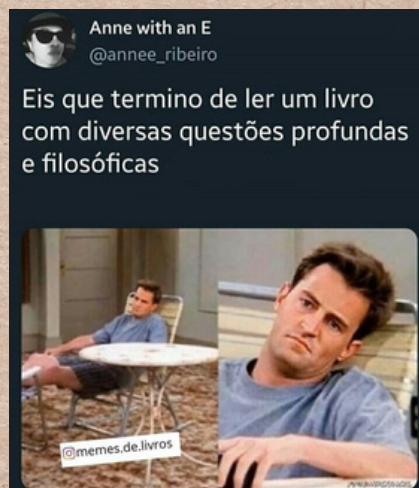 Anne with an E
@annee_ribeiro
Eis que termino de ler um livro
com diversas questões profundas
e filosóficas
memes.de.livros